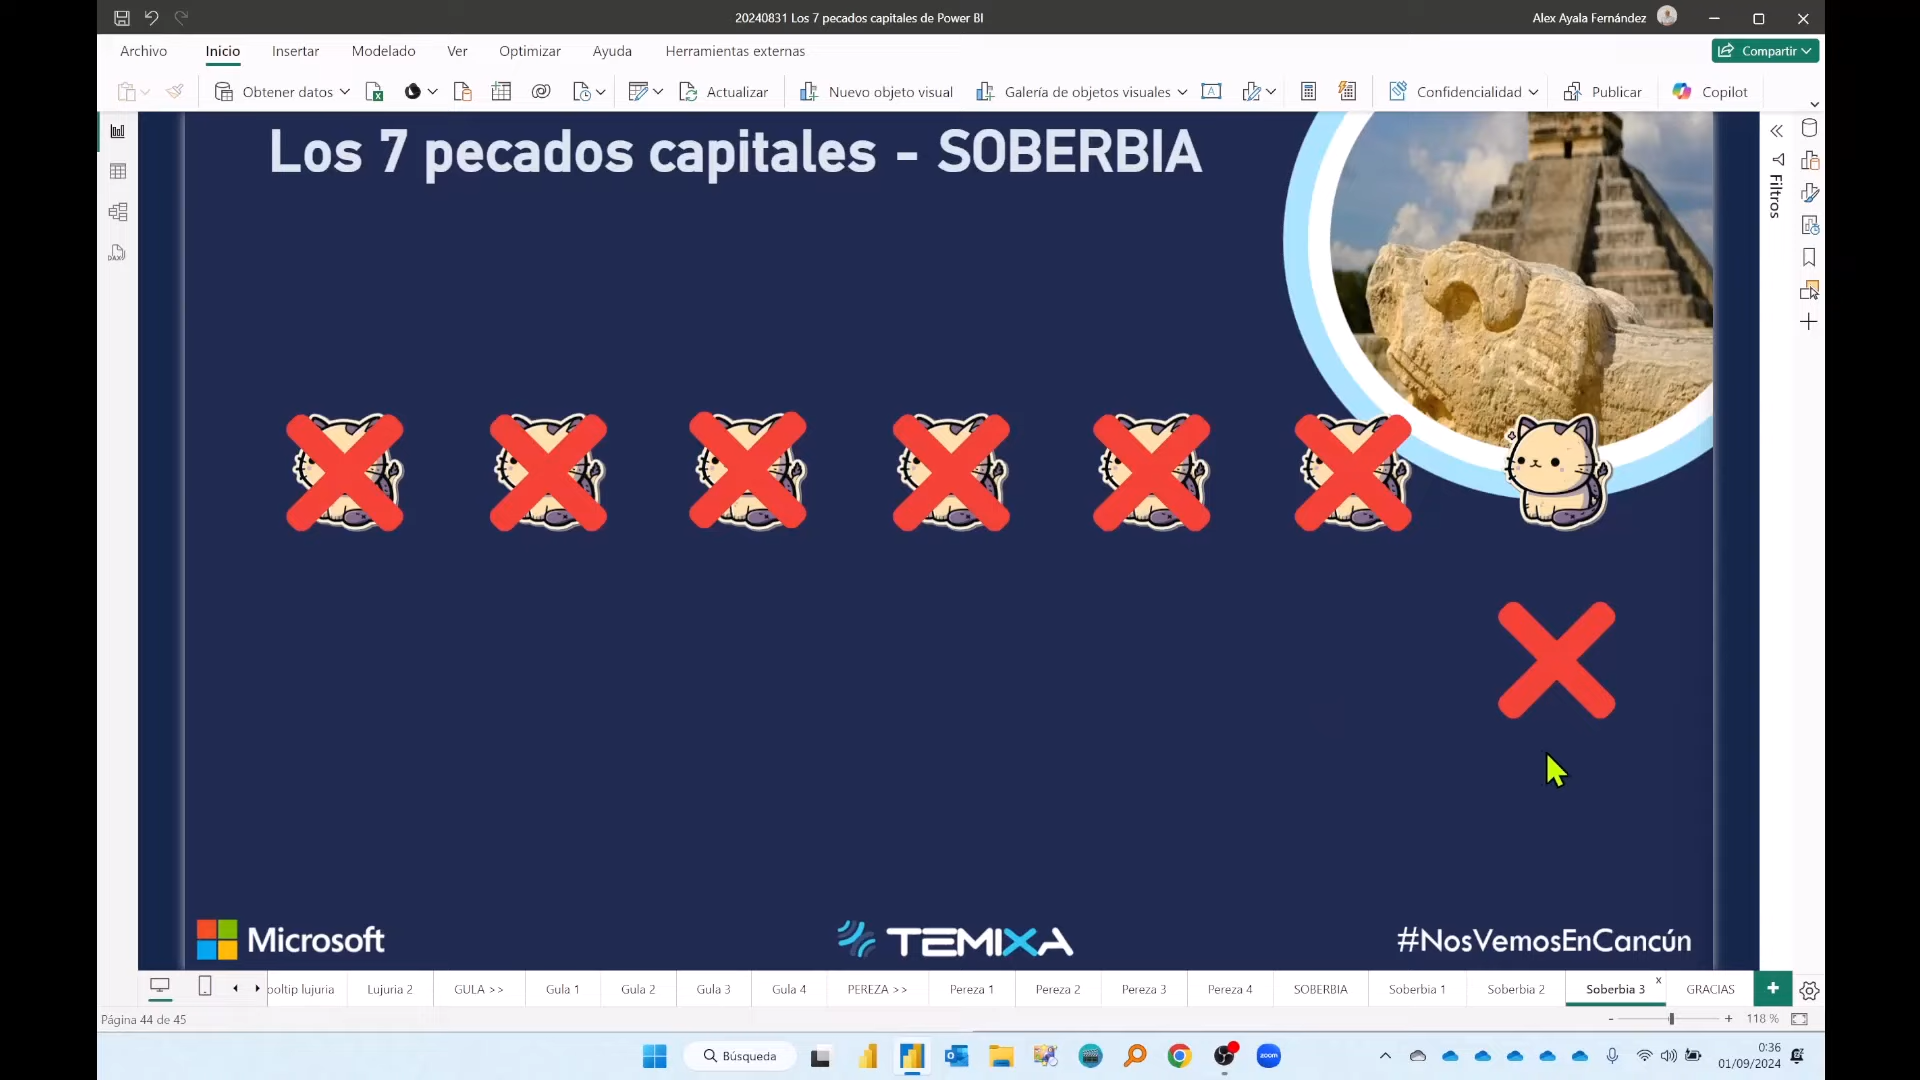 20240831 Los 7 pecados capitales de Power BI
Alex Ayala Fernández
Archivo
Inicio
Insertar
Modelado
Ver
Optimizar
Ayuda
Herramientas externas
Compartir
Obtener datos
Actualizar
Nuevo objeto visual
Galería de objetos visuales
Confidencialidad
Publicar
Copilot
Los 7 pecados capitales - SOBERBIA
Filtros
Microsoft
TEMIXA
#NosVemosEnCancún
ooltip lujuria
Lujuria 2
GULA >>
Gula 1
Gula 2
Gula 3
Gula 4
PEREZA >>
Pereza 1
Pereza 2
Pereza 3
Pereza 4
SOBERBIA
Soberbia 1
Soberbia 2
Soberbia 3
x
GRACIAS
Página 44 de 45
118 %
Búsqueda
zoom
0:36
01/09/2024